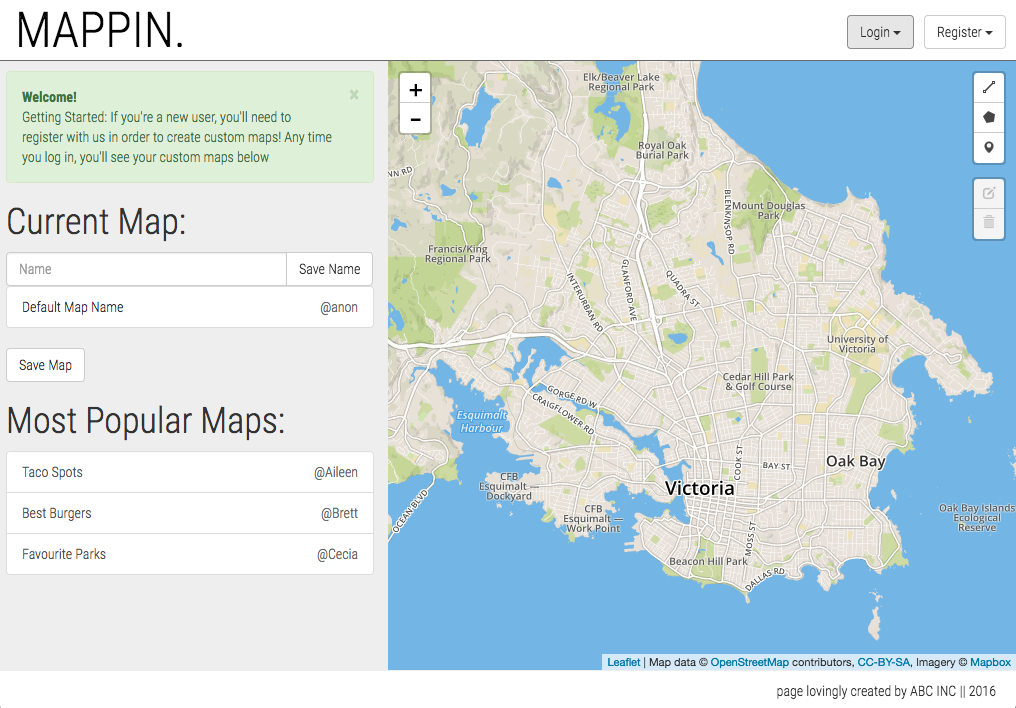 MAPPIN.
Login
Register
Welcome!
×
Getting Started: If you're a new user, you'll need to
register with us in order to create custom maps! Any time
you log in, you'll see your custom maps below
Current Map:
Name
Save Name
Default Map Name
@anon
Save Map
Most Popular Maps:
Taco Spots
@Aileen
Best Burgers
@Brett
Favourite Parks
@Cecia
+
−
Elk/Beaver Lake
Regional Park
Royal Oak
Burial Park
NN RD
BLENKINSOP RD
Mount Douglas
Park
Francis/King
Regional Park
INTERURBAN RD
GLANFORD AVE
QUADRA ST
University of
Victoria
Cedar Hill Park
& Golf Course
GORGE RD W
CRAIGFLOWER RD
Esquimalt
Harbour
COOK ST
BAY ST
Oak Bay
CFB
Esquimalt —
Dockyard
Victoria
OCEAN BLVD
CFB
Esquimalt —
Work Point
Oak Bay Islands
Ecological
Reserve
MOSS ST
Beacon Hill Park
DALLAS RD
Leaflet | Map data © OpenStreetMap contributors, CC-BY-SA, Imagery © Mapbox
page lovingly created by ABC INC || 2016